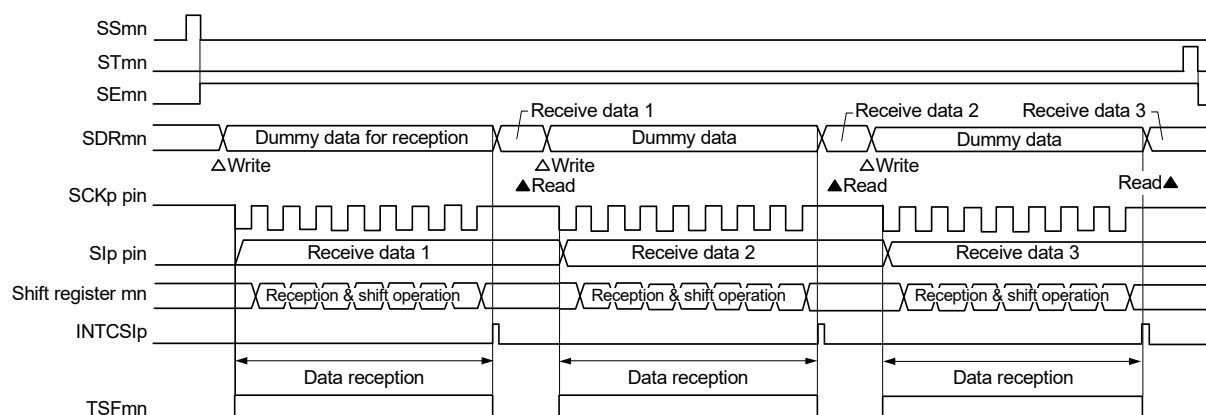 SSmn
STmn
SEmn
Receive data 1 Receive data 2 Receive data 3
SDRmn Dummy data for reception Dummy data Dummy data
△Write △Write △Write
▲Read ▲Read Read▲
SCKp pin
SIp pin Receive data 1 Receive data 2 Receive data 3
Shift register mn Reception & shift operation Reception & shift operation Reception & shift operation
INTCSIp
Data reception Data reception Data reception
TSFmn